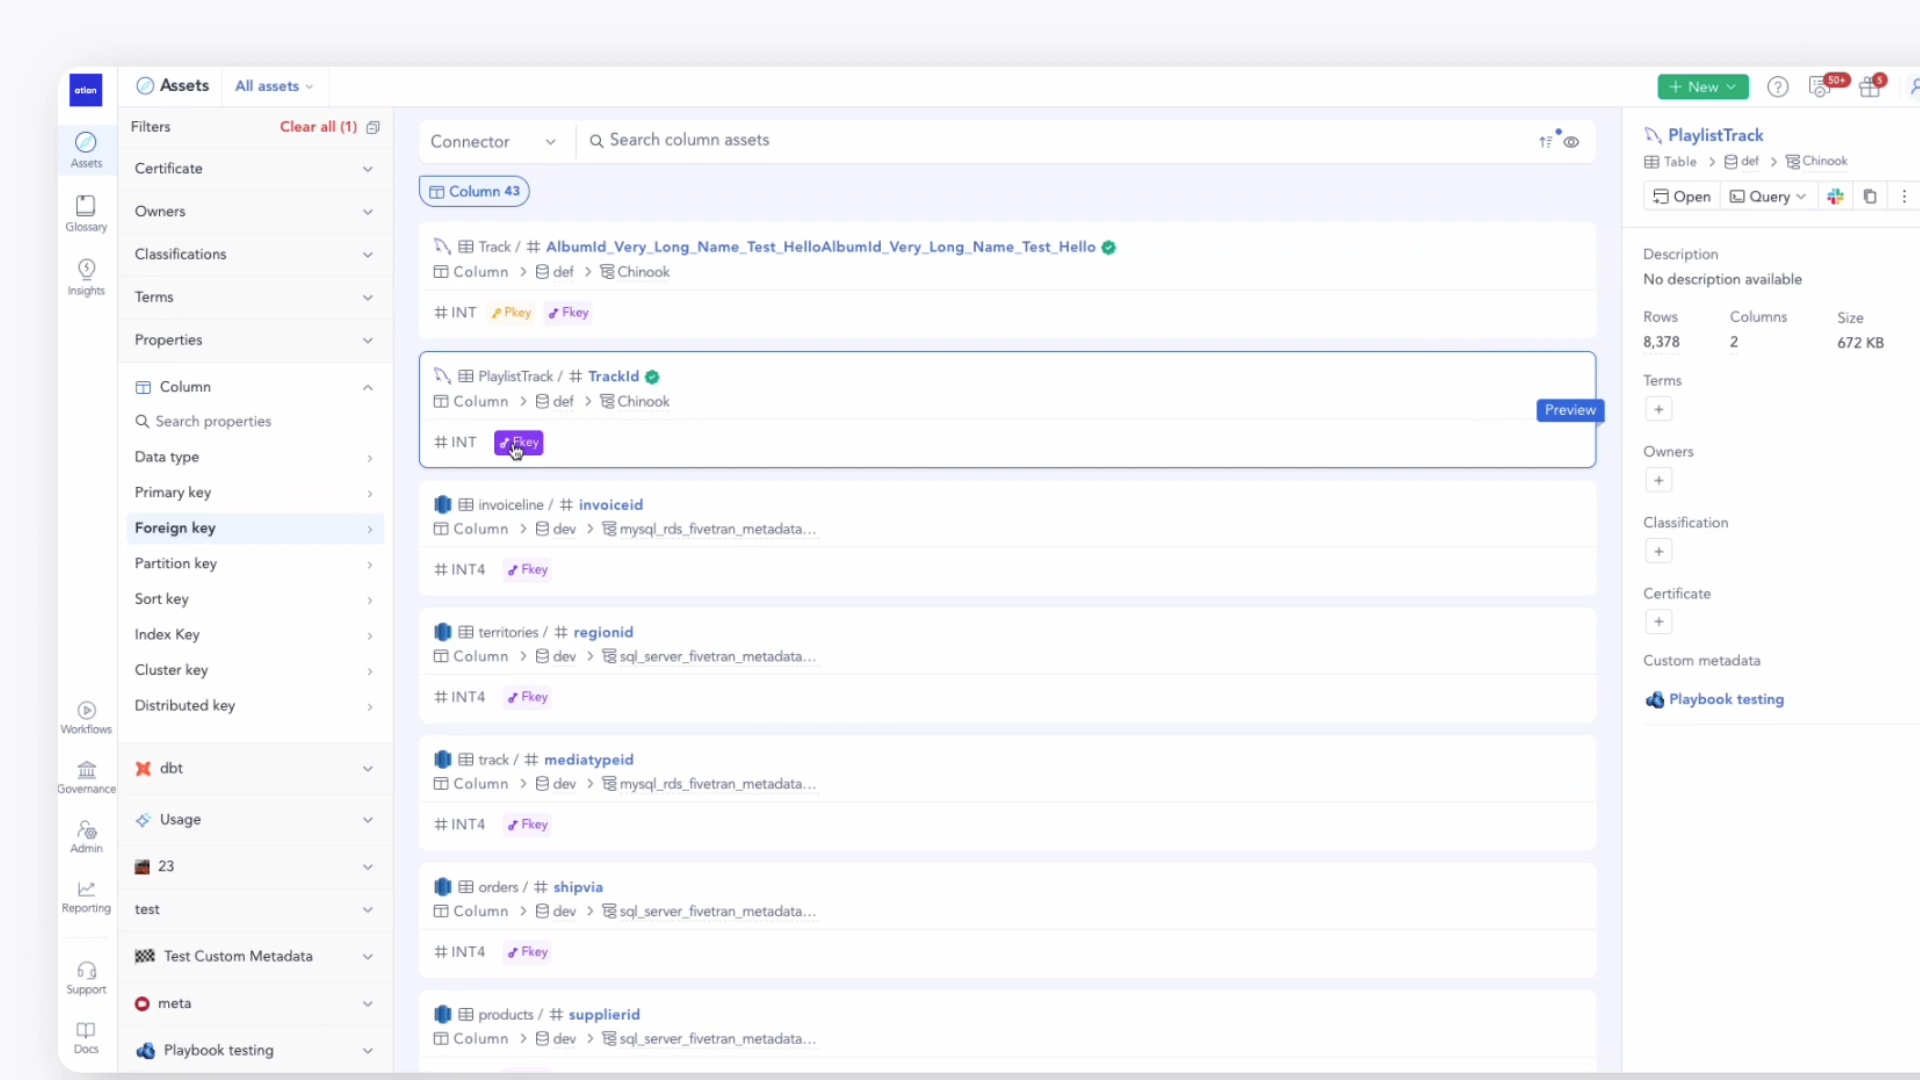 atlan
Assets
All assets
New
50+
5
Assets
Glossary
Insights
Workflows
Governance
Admin
Reporting
Support
Docs
Filters
Clear all (1)
Certificate
Owners
Classifications
Terms
Properties
Column
Search properties
Data type
Primary key
Foreign key
Partition key
Sort key
Index Key
Cluster key
Distributed key
dbt
Usage
23
test
Test Custom Metadata
meta
Playbook testing
Connector
Search column assets
Column 43
Track / # AlbumId_Very_Long_Name_Test_HelloAlbumId_Very_Long_Name_Test_Hello
Column > def > Chinook
# INT Pkey Fkey
PlaylistTrack / # TrackId
Column > def > Chinook
Preview
# INT Fkey
invoiceline / # invoiceid
Column > dev > mysql_rds_fivetran_metadata...
# INT4 Fkey
territories / # regionid
Column > dev > sql_server_fivetran_metadata...
# INT4 Fkey
track / # mediatypeid
Column > dev > mysql_rds_fivetran_metadata...
# INT4 Fkey
orders / # shipvia
Column > dev > sql_server_fivetran_metadata...
# INT4 Fkey
products / # supplierid
Column > dev > sql_server_fivetran_metadata...
PlaylistTrack
Table > def > Chinook
Open Query
Description
No description available
Rows Columns Size
8,378 2 672 KB
Terms
+
Owners
+
Classification
+
Certificate
+
Custom metadata
Playbook testing